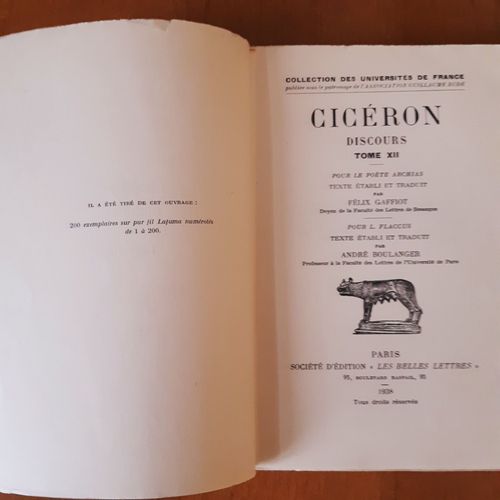 IL A ÉTÉ TIRÉ DE CET OUVRAGE :
200 exemplaires sur pur fil Lafuma numérotés
de 1 à 200.
COLLECTION DES UNIVERSITÉS DE FRANCE
publiée sous le patronage de l'ASSOCIATION GUILLAUME BUDÉ
CICÉRON
DISCOURS
TOME XII
POUR LE POÈTE ARCHIAS
TEXTE ÉTABLI ET TRADUIT
PAR
FÉLIX GAFFIOT
Doyen de la Faculté des Lettres de Besançon
POUR L. FLACCUS
TEXTE ÉTABLI ET TRADUIT
PAR
ANDRÉ BOULANGER
Professeur à la Faculté des Lettres de l'Université de Paris
PARIS
SOCIÉTÉ D'ÉDITION « LES BELLES LETTRES »
95, BOULEVARD RASPAIL, 95
1938
Tous droits réservés